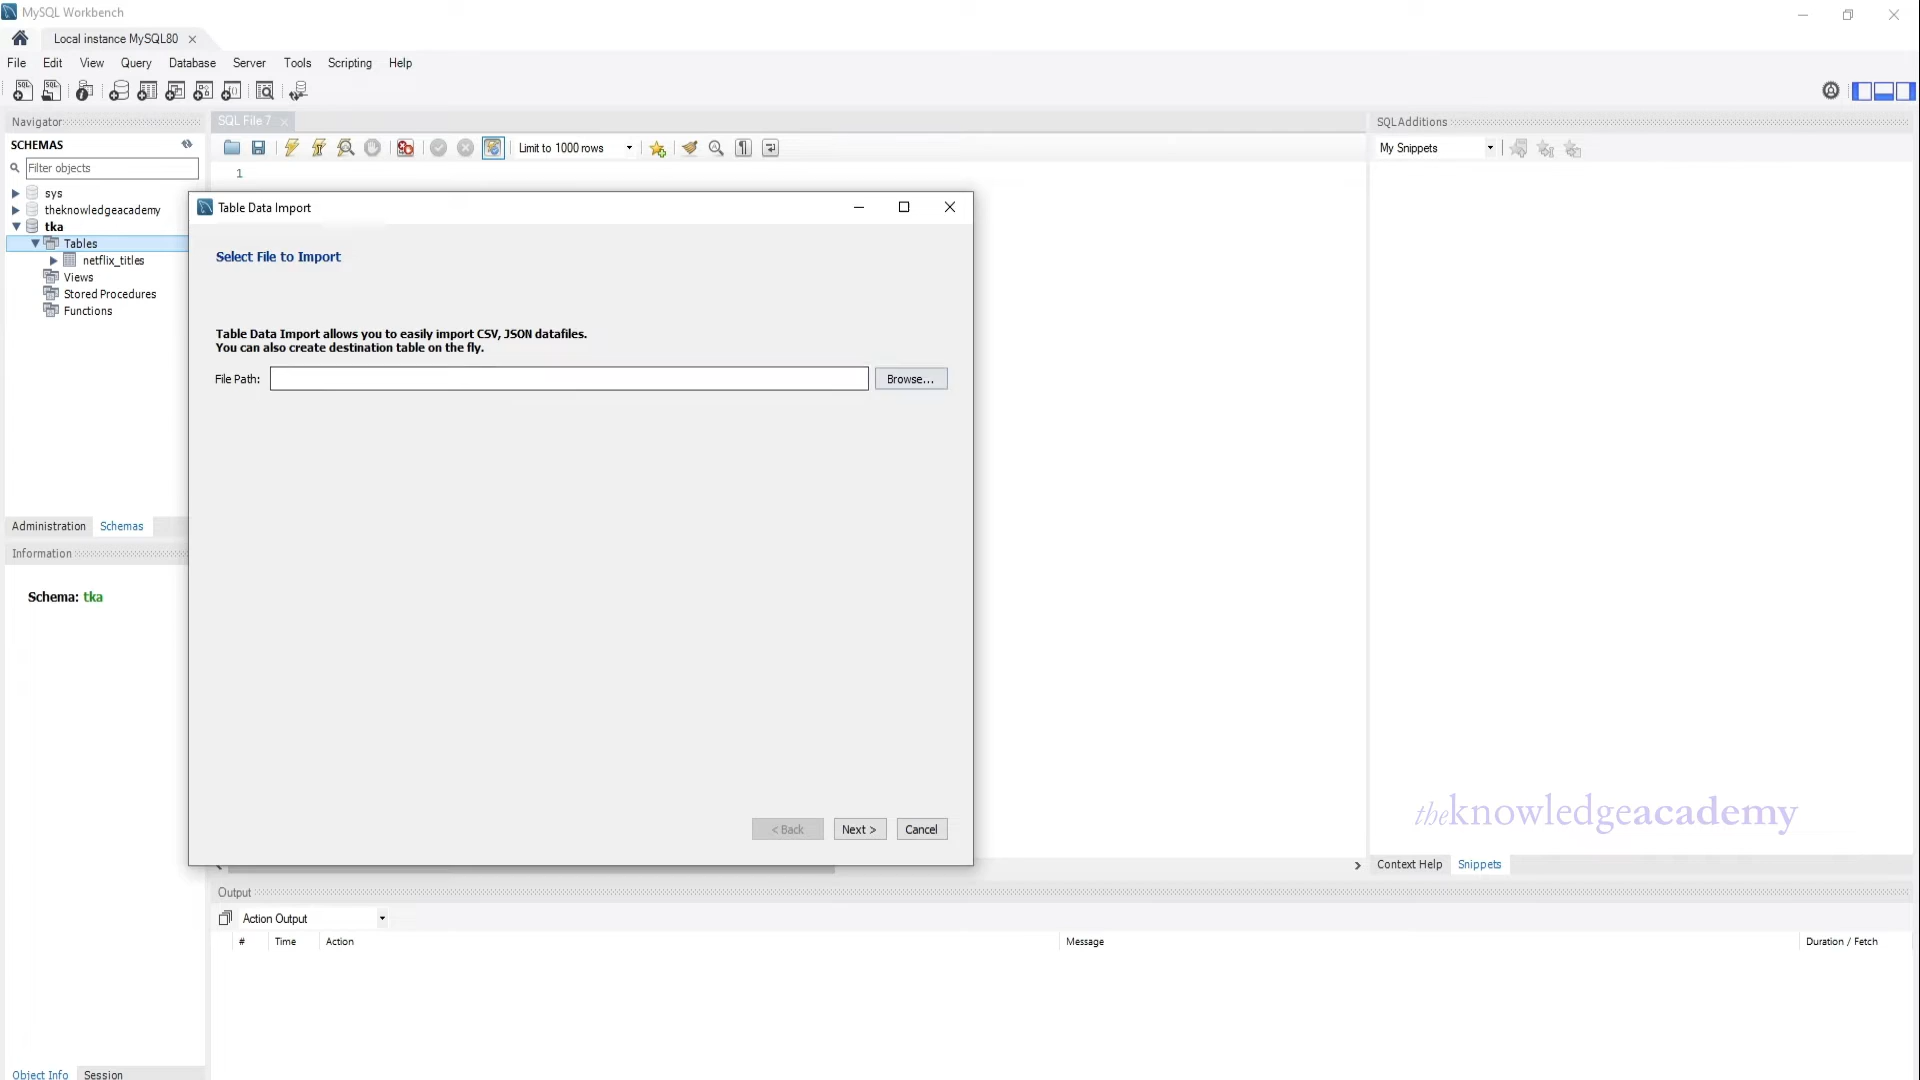 MySQL Workbench
Local instance MySQL80
File Edit View Query Database Server Tools Scripting Help
Navigator
SCHEMAS
Filter objects
sys
theknowledgeacademy
tka
Tables
netflix_titles
Views
Stored Procedures
Functions
Administration Schemas
Information
Schema: tka
Object Info Session
SQL File 7
Limit to 1000 rows
1
Table Data Import
Select File to Import
Table Data Import allows you to easily import CSV, JSON datafiles.
You can also create destination table on the fly.
File Path: Browse...
< Back Next > Cancel
SQLAdditions
My Snippets
theknowledgeacademy
Context Help Snippets
Output
Action Output
# Time Action Message Duration / Fetch